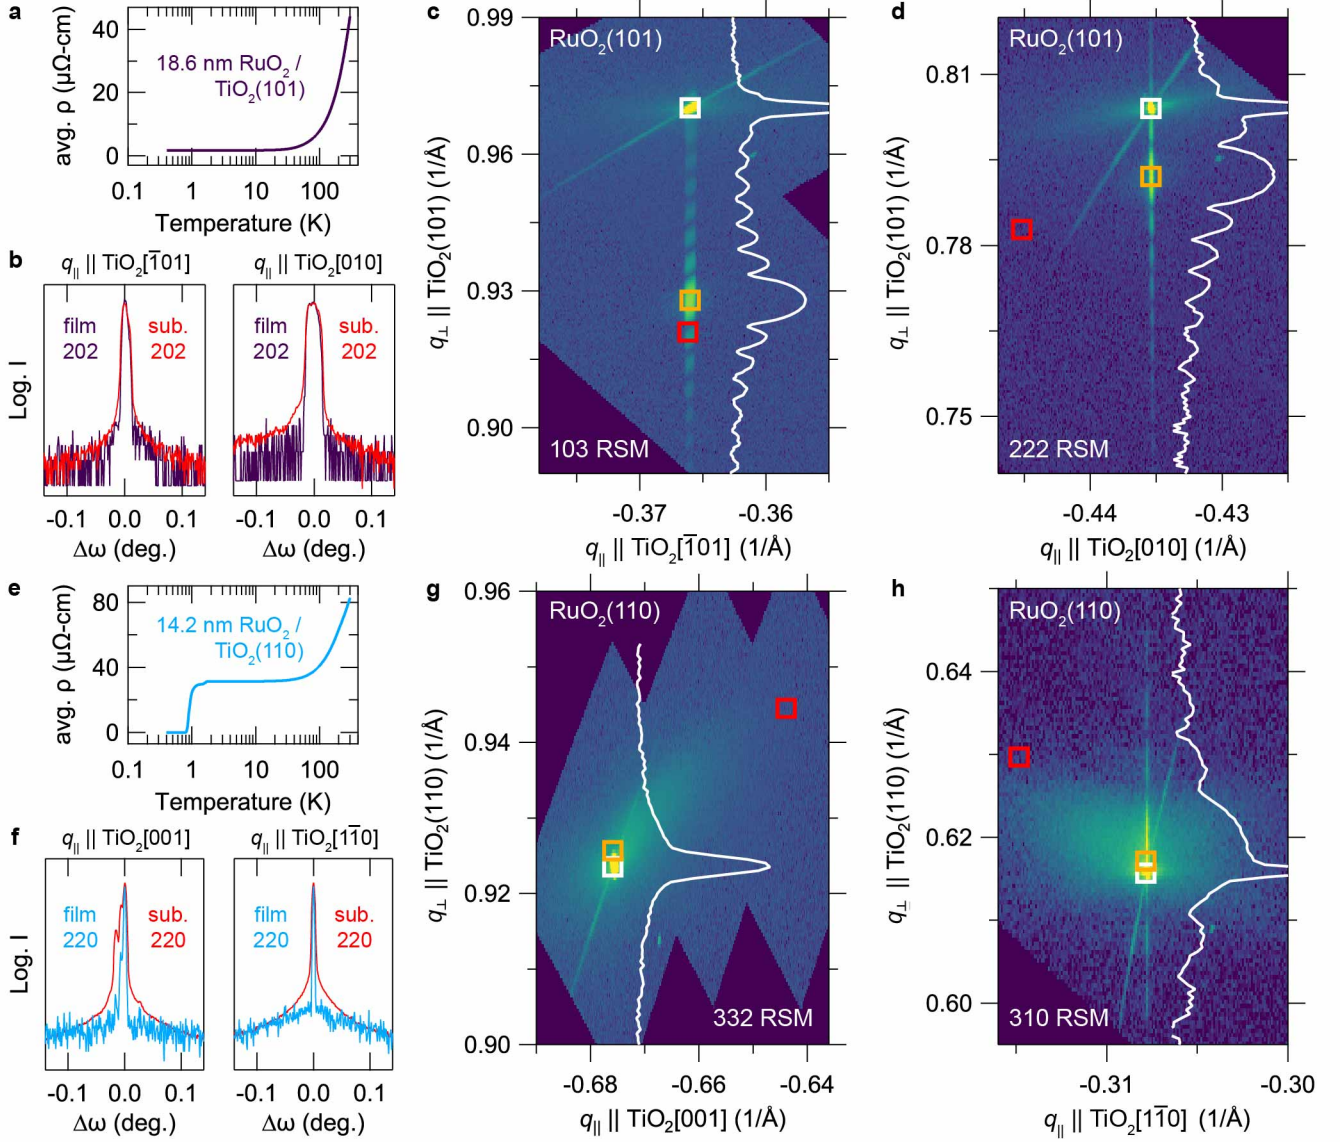 a
40
20
0
avg. ρ (μΩ-cm)
18.6 nm RuO₂ /
TiO₂(101)
0.1 1 10 100
Temperature (K)
b
q|| || TiO₂[1̅01]
q|| || TiO₂[010]
film
202
sub.
202
film
202
sub.
202
Log. I
-0.1 0.0 0.1
-0.1 0.0 0.1
Δω (deg.)
Δω (deg.)
c
RuO₂(101)
0.99
0.96
0.93
0.90
q⊥ || TiO₂(101) (1/Å)
103 RSM
-0.37 -0.36
q|| || TiO₂[1̅01] (1/Å)
d
RuO₂(101)
0.81
0.78
0.75
q⊥ || TiO₂(101) (1/Å)
222 RSM
-0.44 -0.43
q|| || TiO₂[010] (1/Å)
e
80
40
0
avg. ρ (μΩ-cm)
14.2 nm RuO₂ /
TiO₂(110)
0.1 1 10 100
Temperature (K)
f
q|| || TiO₂[001]
q|| || TiO₂[11̅0]
film
220
sub.
220
film
220
sub.
220
Log. I
-0.1 0.0 0.1
-0.1 0.0 0.1
Δω (deg.)
Δω (deg.)
g
RuO₂(110)
0.96
0.94
0.92
0.90
q⊥ || TiO₂(110) (1/Å)
332 RSM
-0.68 -0.66 -0.64
q|| || TiO₂[001] (1/Å)
h
RuO₂(110)
0.64
0.62
0.60
q⊥ || TiO₂(110) (1/Å)
310 RSM
-0.31 -0.30
q|| || TiO₂[11̅0] (1/Å)